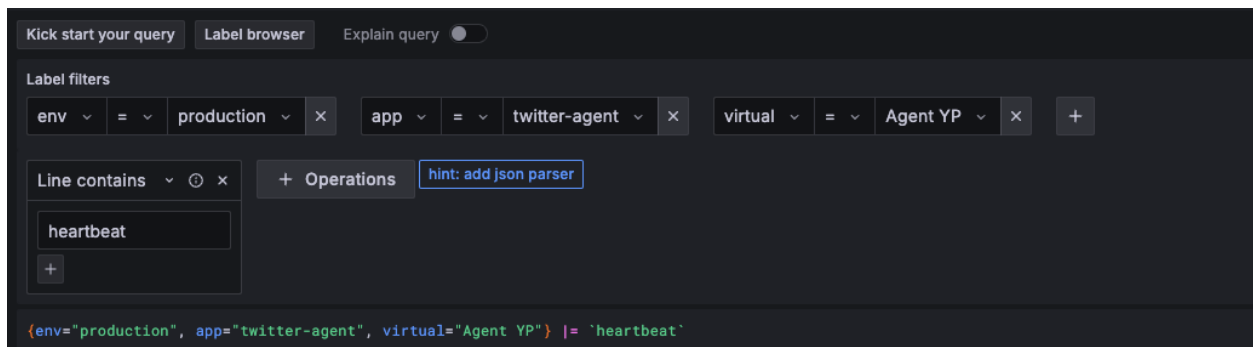 Kick start your query Label browser Explain query
Label filters
env = production × app = twitter-agent × virtual = Agent YP × +
Line contains × + Operations hint: add json parser
heartbeat
+
{env="production", app="twitter-agent", virtual="Agent YP"} |= `heartbeat`